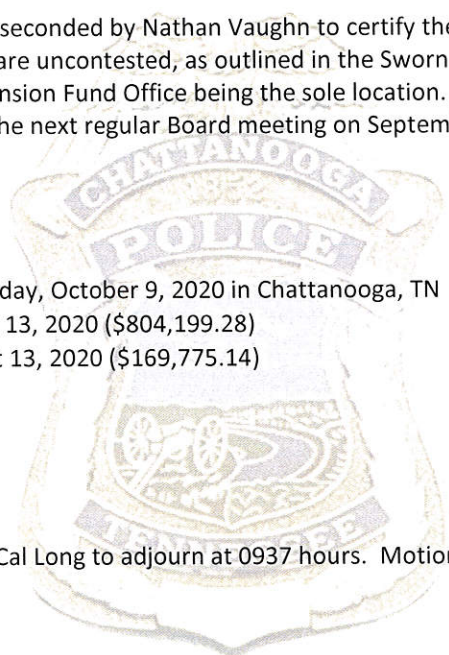 seconded by Nathan Vaughn to certify the
are uncontested, as outlined in the Sworn
nsion Fund Office being the sole location.
he next regular Board meeting on Septem
CHATTANOOGA
1852
POLICE
day, October 9, 2020 in Chattanooga, TN
13, 2020 ($804,199.28)
t 13, 2020 ($169,775.14)
TENNESSEE
Cal Long to adjourn at 0937 hours. Motion